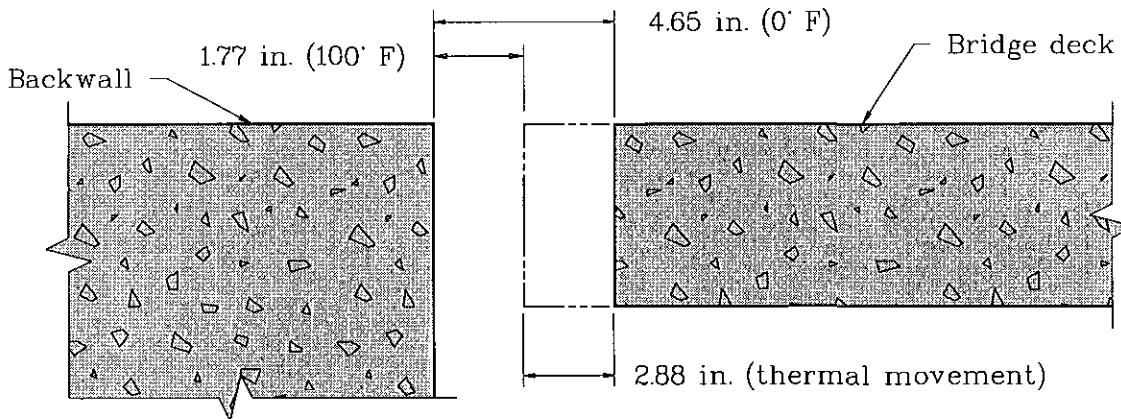 4.65 in. (0° F)
1.77 in. (100° F)
Bridge deck
Backwall
2.88 in. (thermal movement)